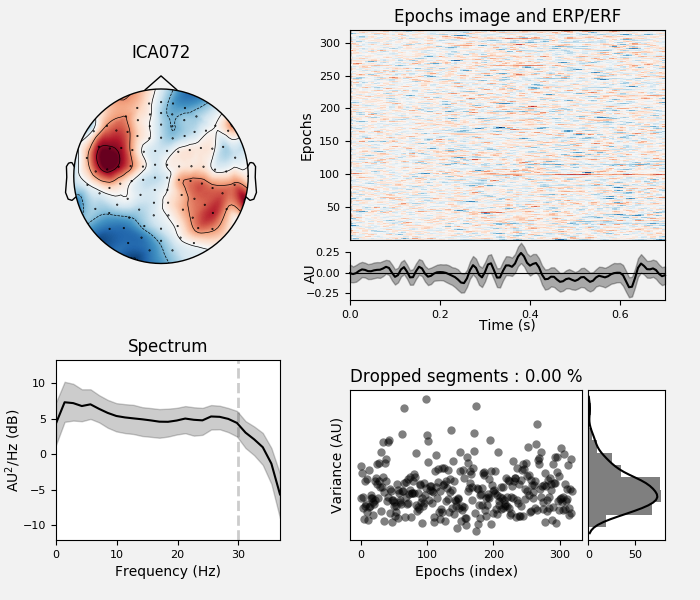 ICA072
Epochs image and ERP/ERF
Epochs
300
250
200
150
100
50
AU
0.25
0.00
−0.25
0.0
0.2
0.4
0.6
Time (s)
Spectrum
AU²/Hz (dB)
10
5
0
−5
−10
0
10
20
30
Frequency (Hz)
Dropped segments : 0.00 %
Variance (AU)
0
100
200
300
Epochs (index)
0
50